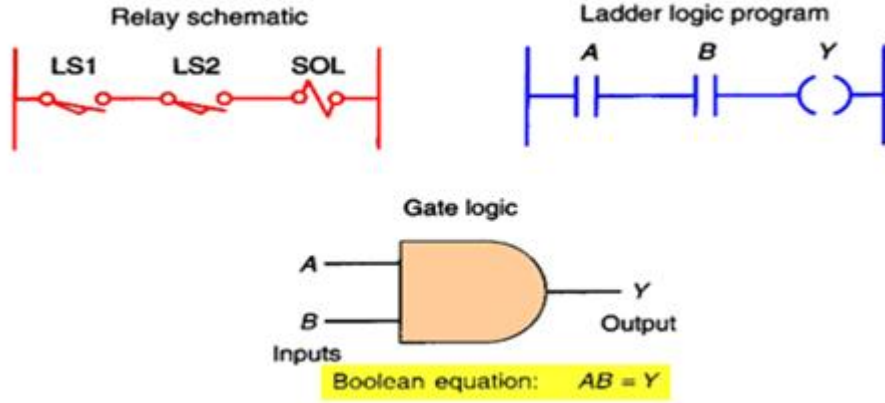 Relay schematic
LS1 LS2 SOL
Ladder logic program
A B Y
Gate logic
A
B
Inputs
Y
Output
Boolean equation: AB = Y